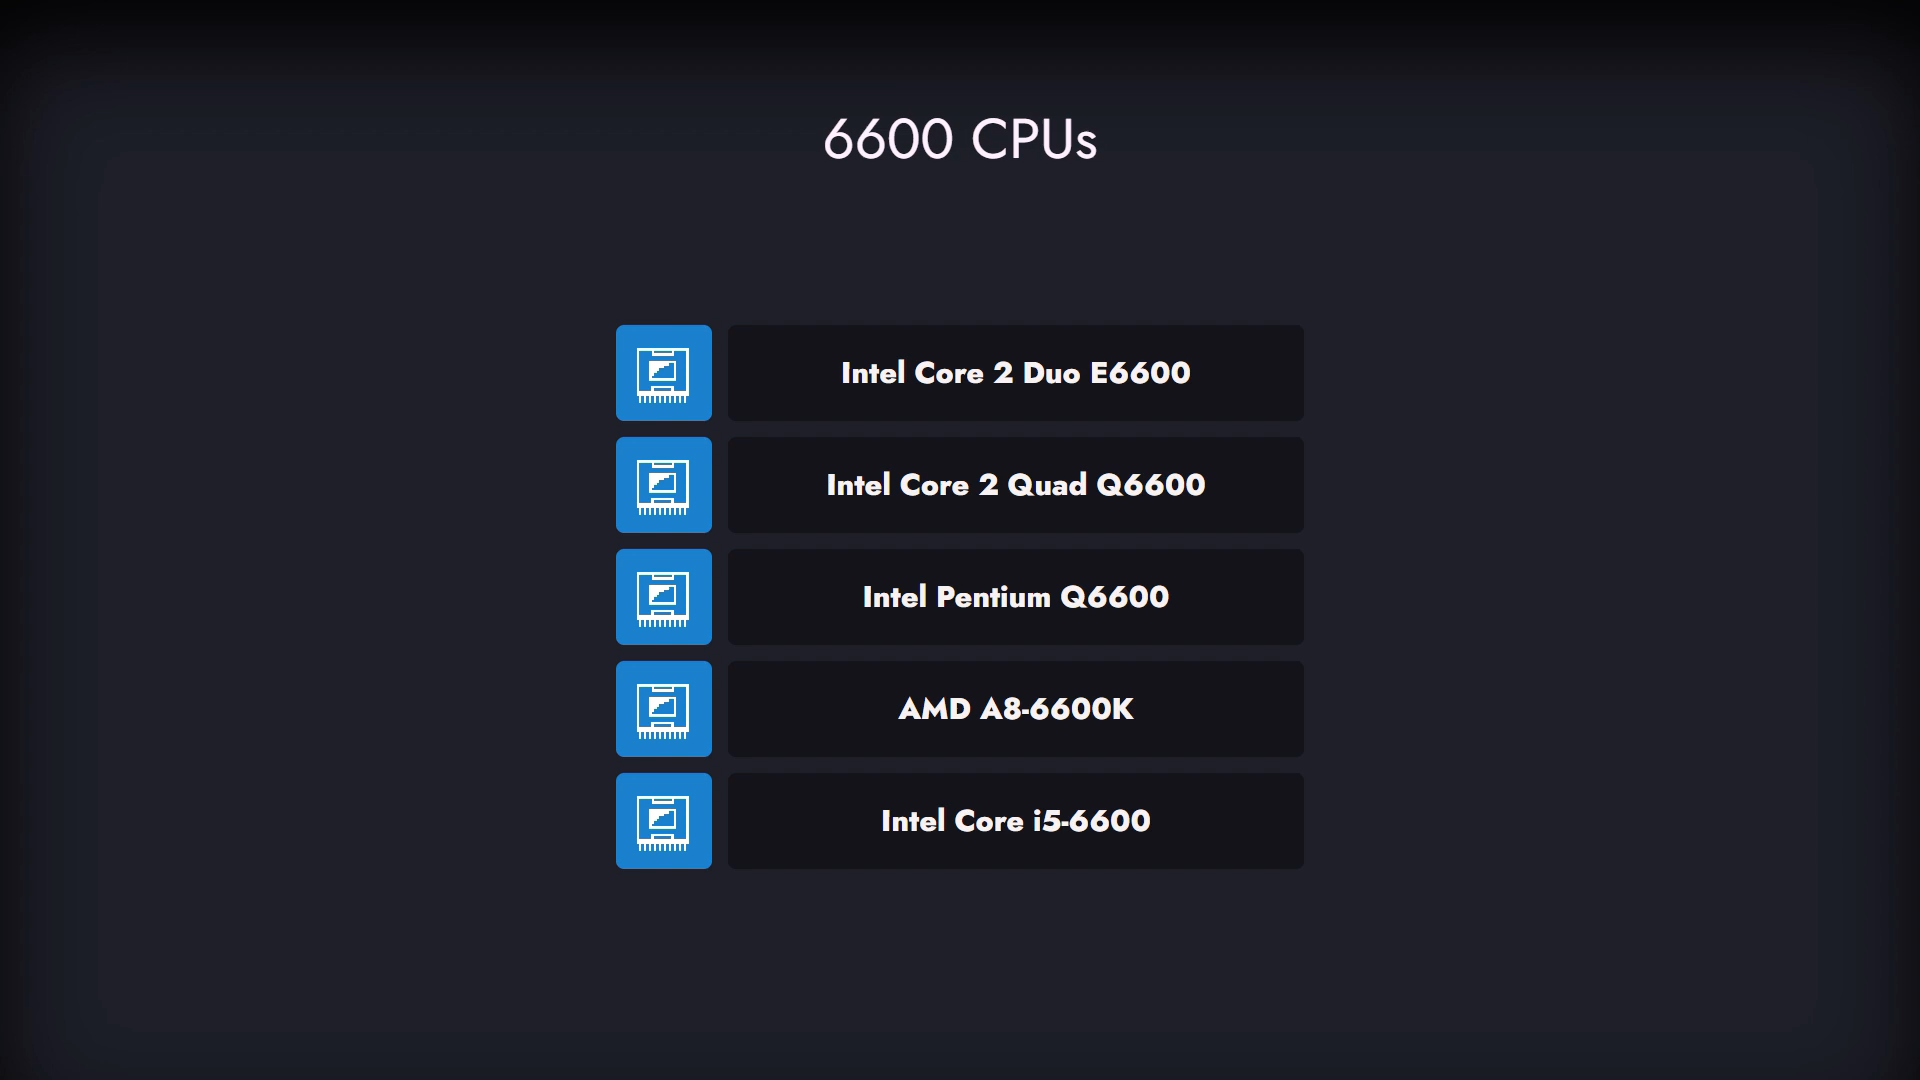 6600 CPUs
Intel Core 2 Duo E6600
Intel Core 2 Quad Q6600
Intel Pentium Q6600
AMD A8-6600K
Intel Core i5-6600